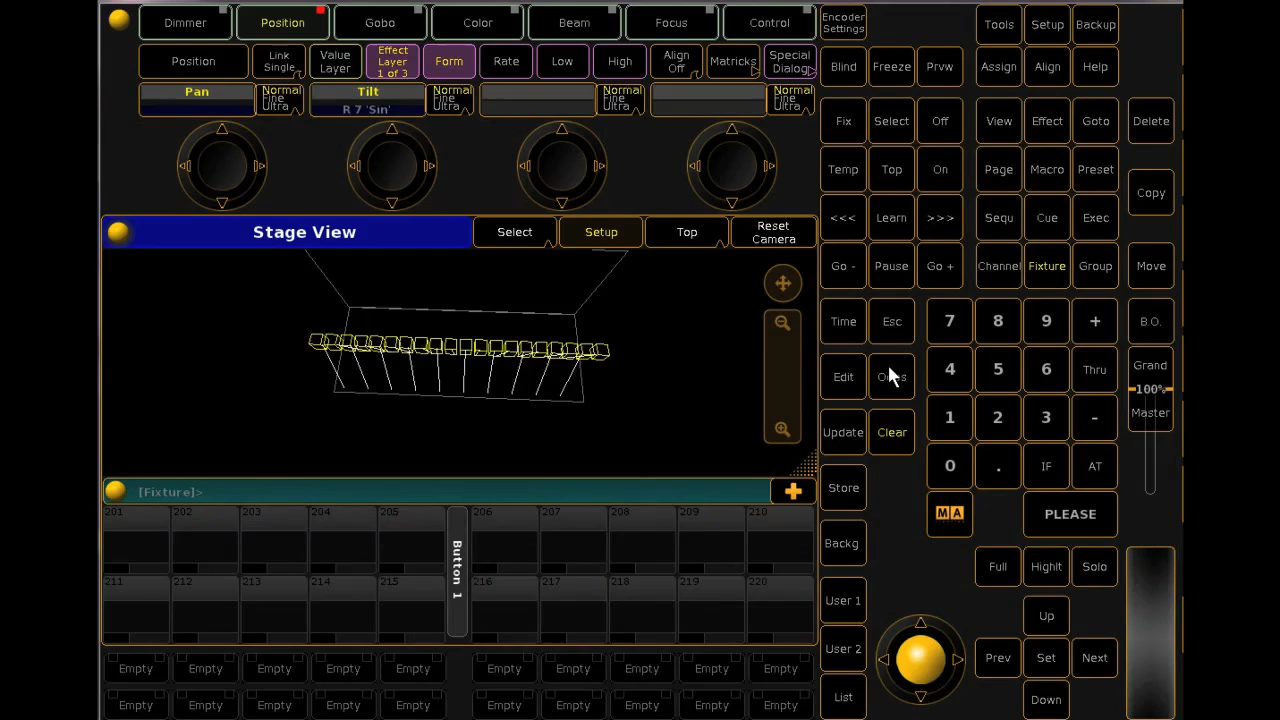 Dimmer Position Gobo Color Beam Focus Control Encoder Settings Tools Setup Backup
Position Link Single Value Layer Effect Layer 1 of 3 Form Rate Low High Align Off Matricks Special Dialog Blind Freeze Prvw Assign Align Help
Pan Normal Fine Ultra Tilt R 7 'Sin' Normal Fine Ultra Normal Fine Ultra Normal Fine Ultra
Fix Select Off View Effect Goto Delete
Temp Top On Page Macro Preset Copy
<<< Learn >>> Sequ Cue Exec
Stage View Select Setup Top Reset Camera
Go - Pause Go + Channel Fixture Group Move
Time Esc 7 8 9 + B.O.
Edit 4 5 6 Thru Grand 100% Master
Update Clear 1 2 3 -
0 . IF AT
Store
[Fixture]>
MA PLEASE
201 202 203 204 205 Button 1 206 207 208 209 210
Backg
Full Highlt Solo
211 212 213 214 215 216 217 218 219 220
User 1
Up
User 2 Prev Set Next
Empty Empty Empty Empty Empty Empty Empty Empty Empty Empty
List Down
Empty Empty Empty Empty Empty Empty Empty Empty Empty Empty